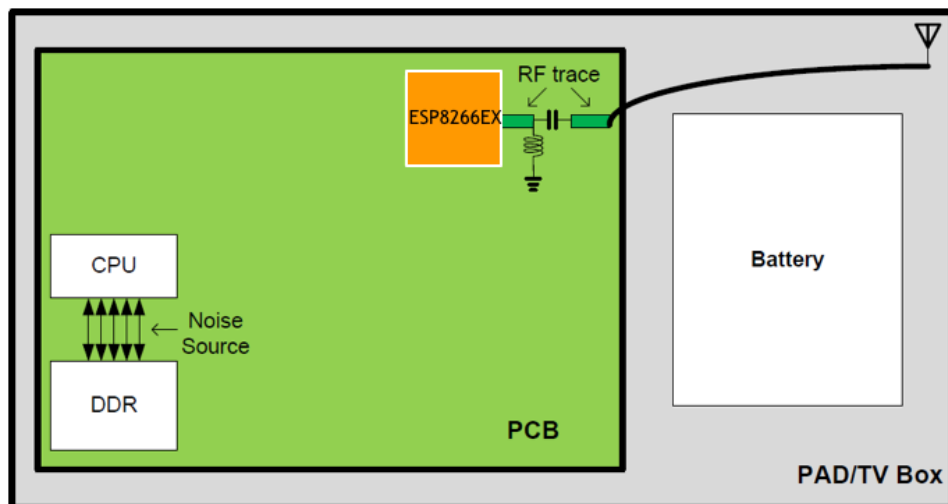 RF trace
ESP8266EX
CPU
Noise
Source
DDR
Battery
PCB
PAD/TV Box